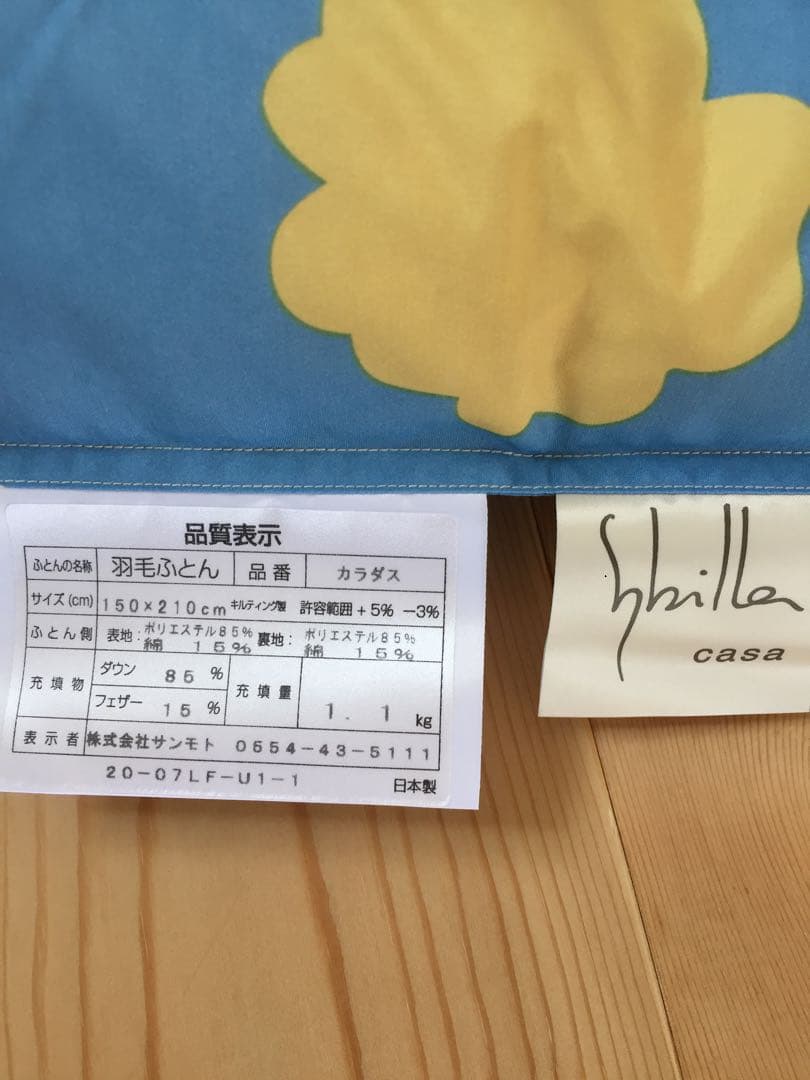 品質表示
ふとんの名称 羽毛ふとん 品番 カラダス
サイズ(cm) 150×210cm キルティング製 許容範囲+5% −3%
ふとん側 表地: ポリエステル85% 綿 15% 裏地: ポリエステル85% 綿 15%
充填物 ダウン 85 % フェザー 15 % 充填量 1.1 kg
表示者 株式会社サンモト 0554-43-5111
20-07LF-U1-1 日本製
Sybilla
casa